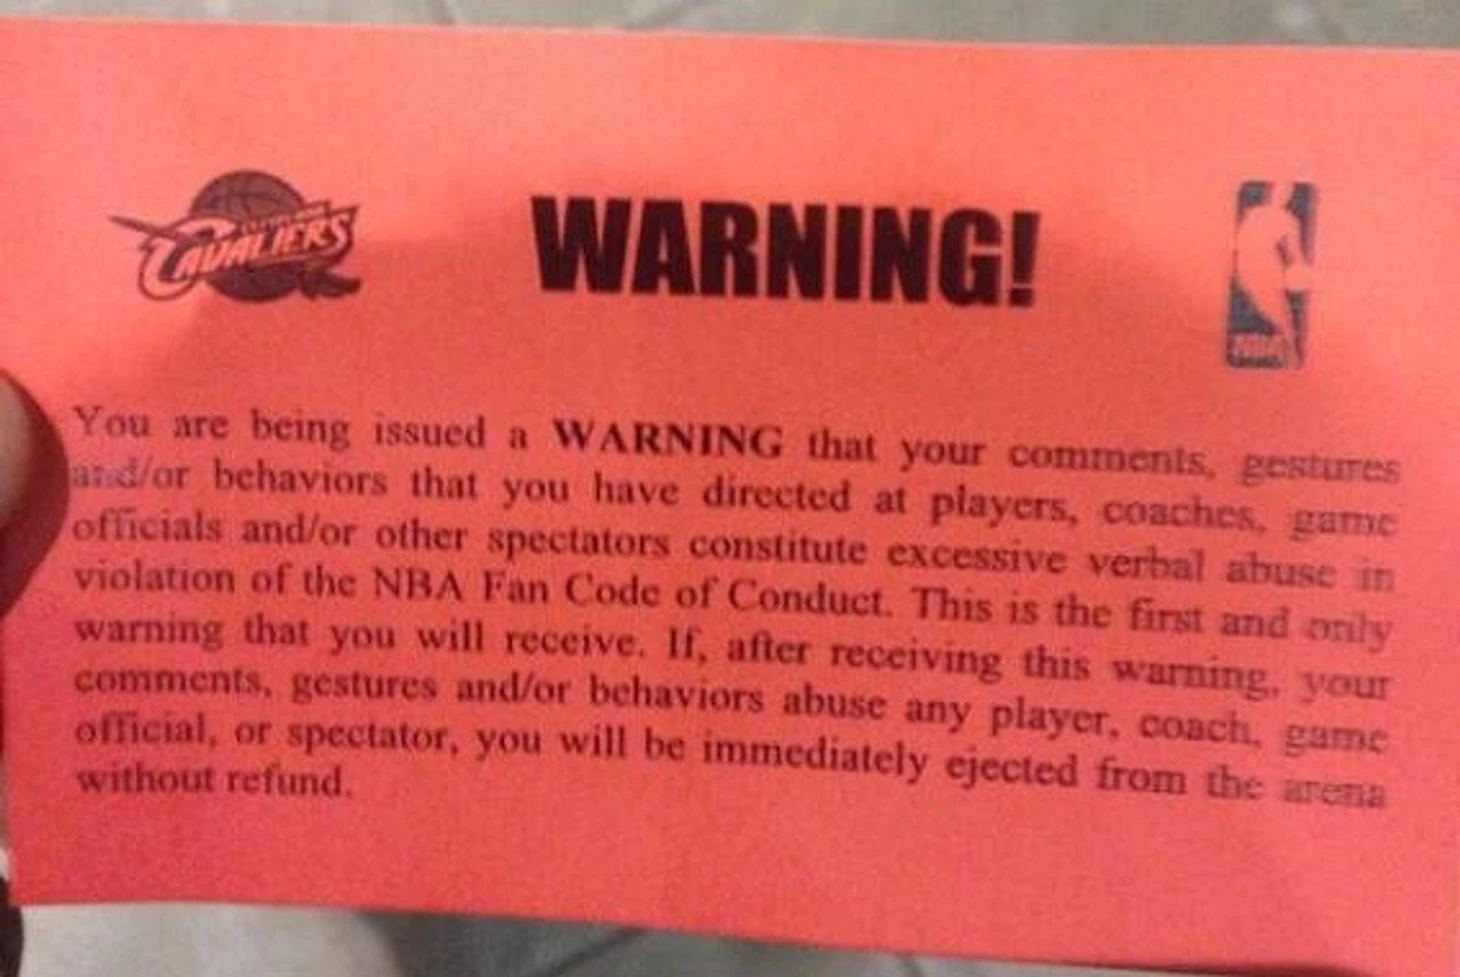 CAVALIERS
WARNING!
NBA
You are being issued a WARNING that your comments, gestures
and/or behaviors that you have directed at players, coaches, game
officials and/or other spectators constitute excessive verbal abuse in
violation of the NBA Fan Code of Conduct. This is the first and only
warning that you will receive. If, after receiving this warning, your
comments, gestures and/or behaviors abuse any player, coach, game
official, or spectator, you will be immediately ejected from the arena
without refund.